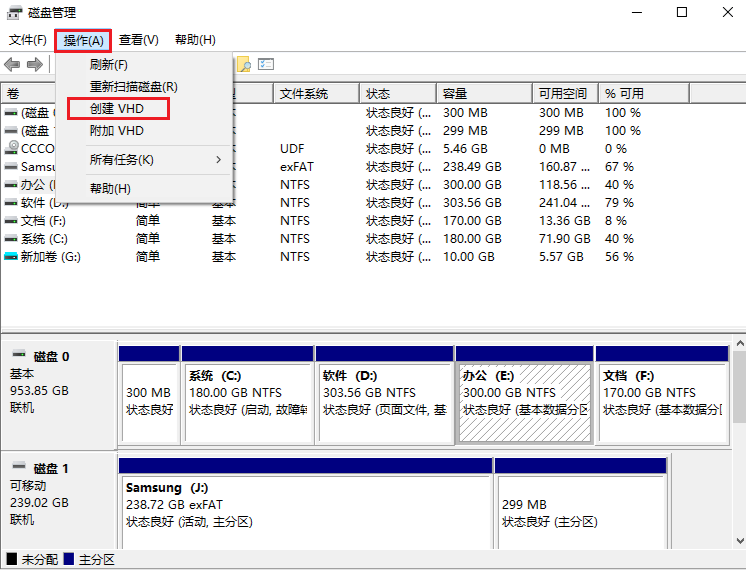 磁盘管理
文件(F) 操作(A) 查看(V) 帮助(H)
刷新(F)
重新扫描磁盘(R)
创建 VHD
附加 VHD
所有任务(K)
帮助(H)
卷 型 文件系统 状态 容量 可用空间 % 可用
(磁盘 状态良好 (... 300 MB 300 MB 100 %
(磁盘 状态良好 (... 299 MB 299 MB 100 %
CCCO UDF 状态良好 (... 5.46 GB 0 MB 0 %
Sams exFAT 状态良好 (... 238.49 GB 160.87 ... 67 %
办公 NTFS 状态良好 (... 300.00 GB 118.56 ... 40 %
软件 (D:) 简单 基本 NTFS 状态良好 (... 303.56 GB 241.04 ... 79 %
文档 (F:) 简单 基本 NTFS 状态良好 (... 170.00 GB 13.36 GB 8 %
系统 (C:) 简单 基本 NTFS 状态良好 (... 180.00 GB 71.90 GB 40 %
新加卷 (G:) 简单 基本 NTFS 状态良好 (... 10.00 GB 5.57 GB 56 %
磁盘 0
基本
953.85 GB
联机
300 MB
状态良好
系统 (C:)
180.00 GB NTFS
状态良好 (启动, 故障转
软件 (D:)
303.56 GB NTFS
状态良好 (页面文件, 基
办公 (E:)
300.00 GB NTFS
状态良好 (基本数据分区
文档 (F:)
170.00 GB NTFS
状态良好 (基本数据分
磁盘 1
可移动
239.02 GB
联机
Samsung (J:)
238.72 GB exFAT
状态良好 (活动, 主分区)
299 MB
状态良好 (主分区)
未分配 主分区